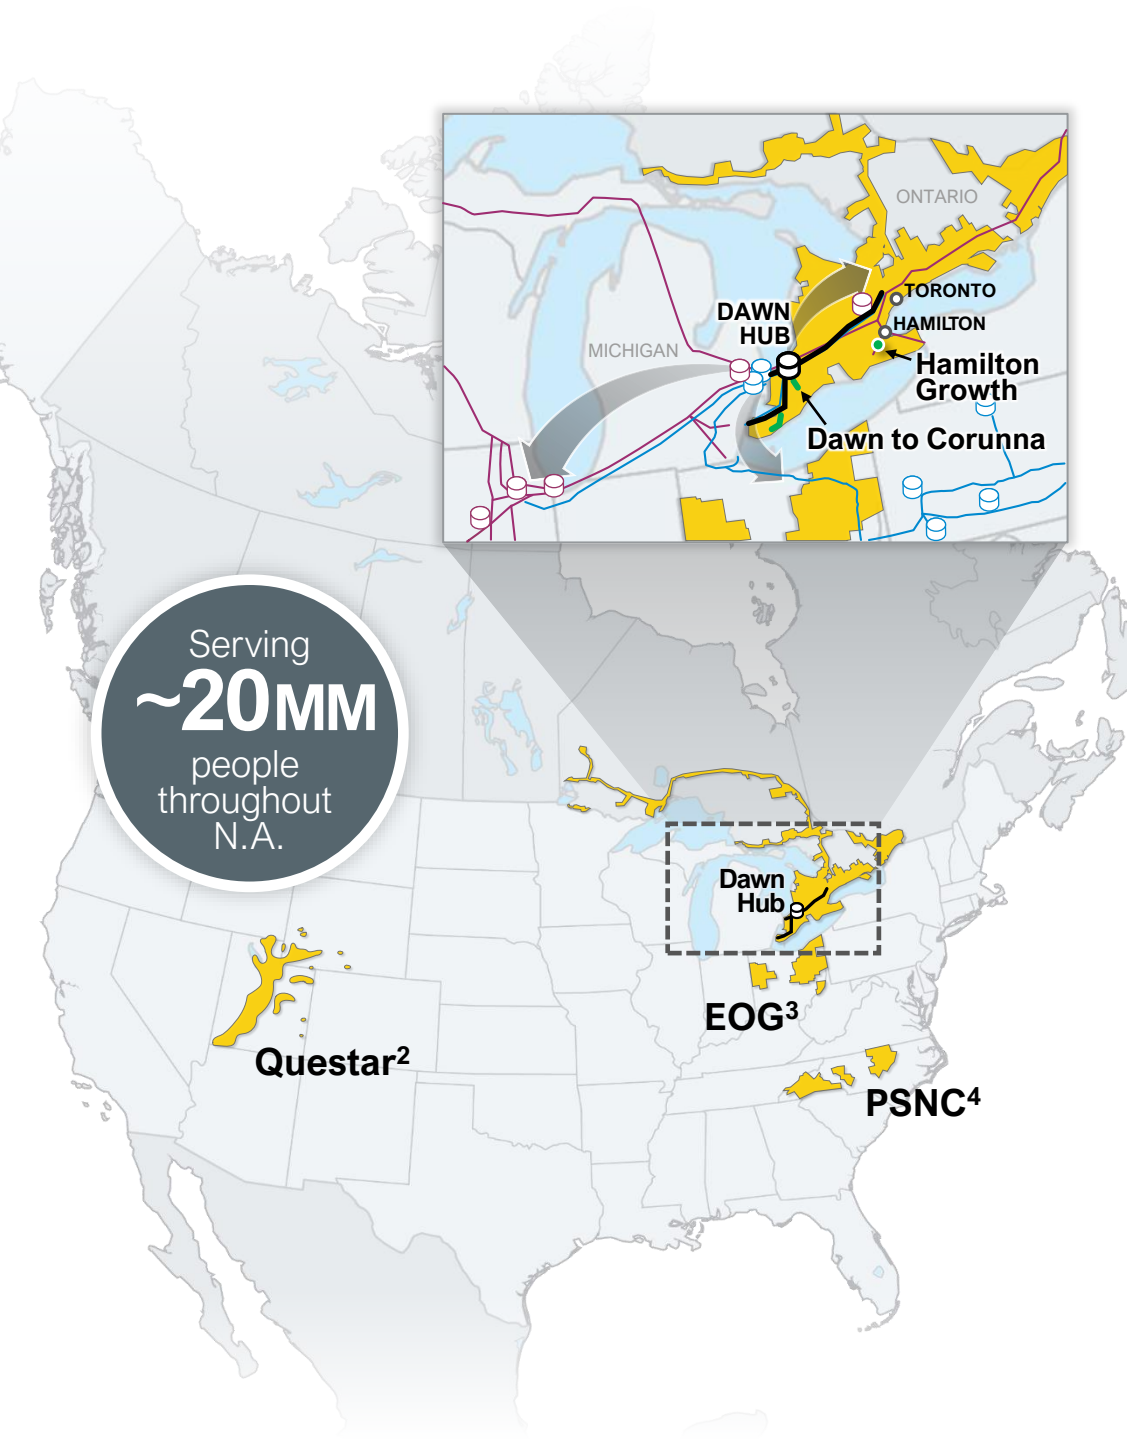 ONTARIO
TORONTO
DAWN
HUB
HAMILTON
MICHIGAN
Hamilton
Growth
Dawn to Corunna
Serving
~20MM
people
throughout
N.A.
Dawn
Hub
EOG³
Questar²
PSNC⁴